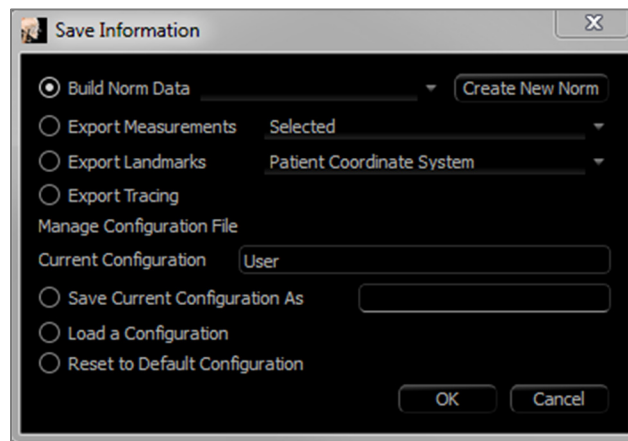 Save Information
Build Norm Data Create New Norm
Export Measurements Selected
Export Landmarks Patient Coordinate System
Export Tracing
Manage Configuration File
Current Configuration User
Save Current Configuration As
Load a Configuration
Reset to Default Configuration
OK Cancel